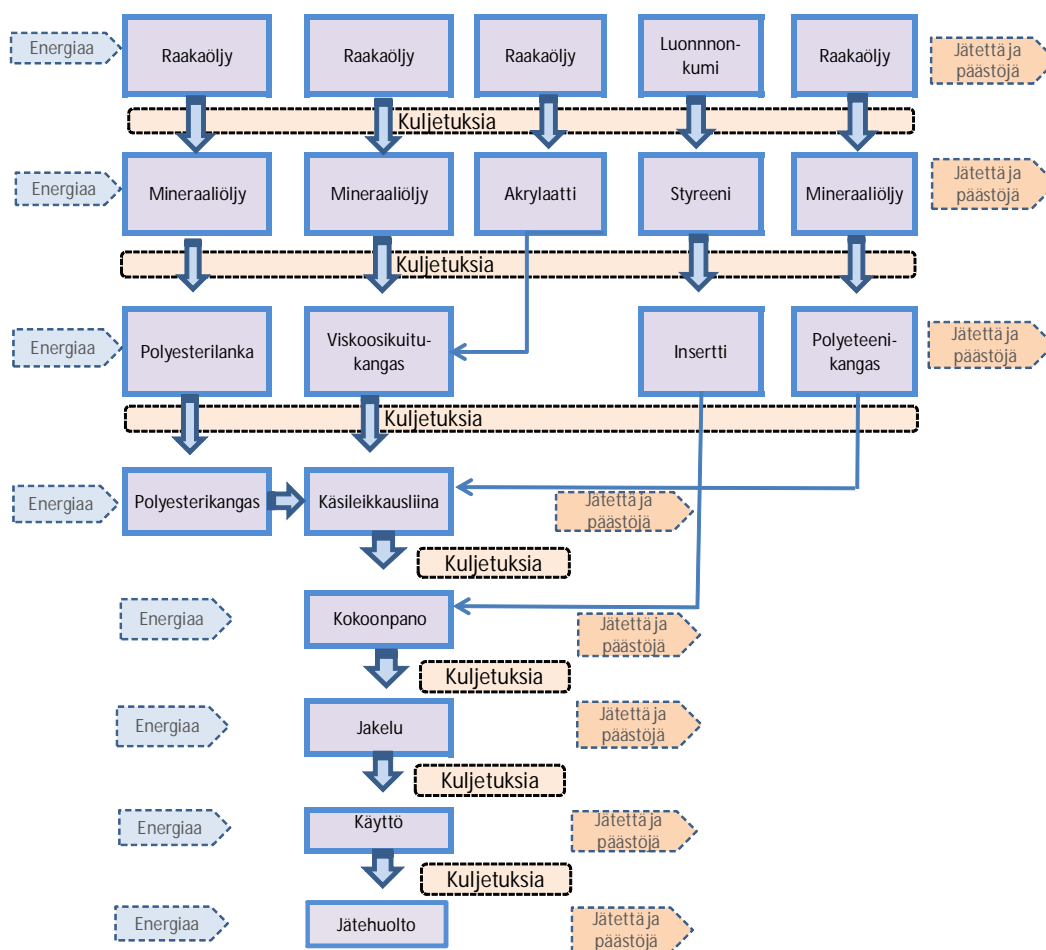 Energiaa
Raakaöljy
Raakaöljy
Raakaöljy
Luonnnon-
kumi
Raakaöljy
Jätettä ja
päästöjä
Kuljetuksia
Energiaa
Mineraaliöljy
Mineraaliöljy
Akrylaatti
Styreeni
Mineraaliöljy
Jätettä ja
päästöjä
Kuljetuksia
Energiaa
Polyesterilanka
Viskoosikuitu-
kangas
Insertti
Polyeteeni-
kangas
Jätettä ja
päästöjä
Kuljetuksia
Energiaa
Polyesterikangas
Käsileikkausliina
Jätettä ja
päästöjä
Kuljetuksia
Energiaa
Kokoonpano
Jätettä ja
päästöjä
Kuljetuksia
Energiaa
Jakelu
Jätettä ja
päästöjä
Kuljetuksia
Energiaa
Käyttö
Jätettä ja
päästöjä
Kuljetuksia
Energiaa
Jätehuolto
Jätettä ja
päästöjä